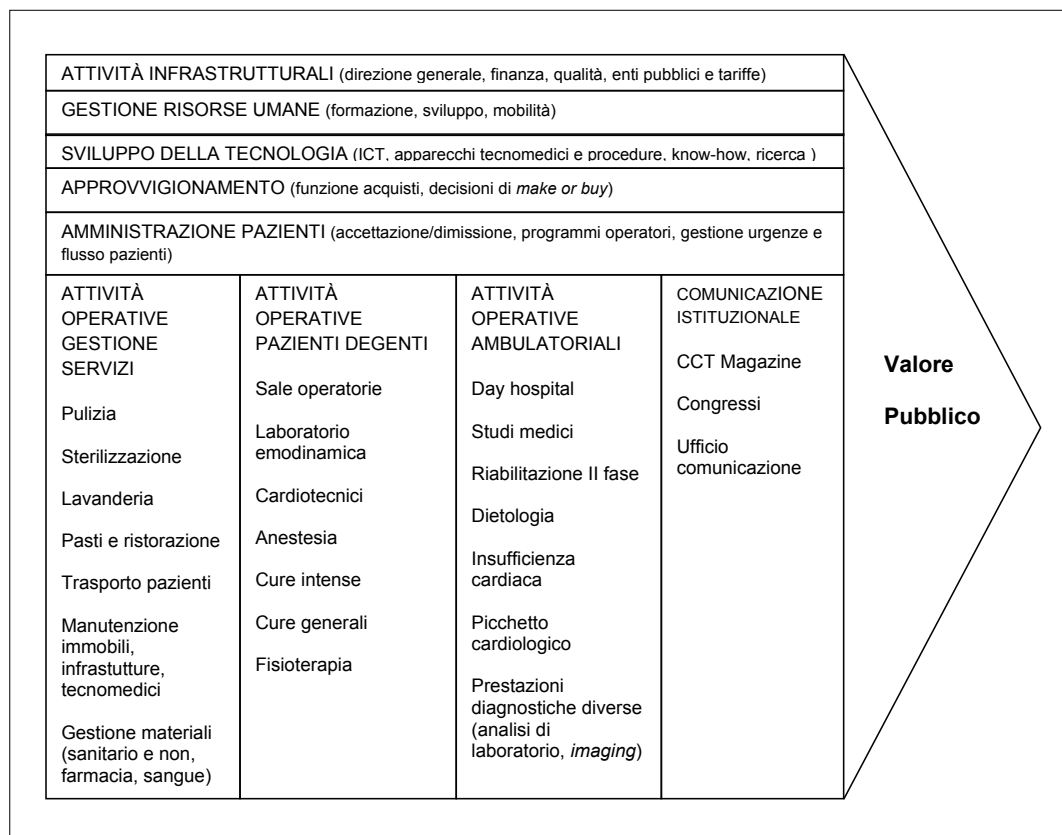 ATTIVITÀ INFRASTRUTTURALI (direzione generale, finanza, qualità, enti pubblici e tariffe)
GESTIONE RISORSE UMANE (formazione, sviluppo, mobilità)
SVILUPPO DELLA TECNOLOGIA (ICT, apparecchi tecnomedici e procedure, know-how, ricerca )
APPROVVIGIONAMENTO (funzione acquisti, decisioni di make or buy)
AMMINISTRAZIONE PAZIENTI (accettazione/dimissione, programmi operatori, gestione urgenze e
flusso pazienti)
ATTIVITÀ
OPERATIVE
GESTIONE
SERVIZI
Pulizia
Sterilizzazione
Lavanderia
Pasti e ristorazione
Trasporto pazienti
Manutenzione
immobili,
infrastutture,
tecnomedici
Gestione materiali
(sanitario e non,
farmacia, sangue)
ATTIVITÀ
OPERATIVE
PAZIENTI DEGENTI
Sale operatorie
Laboratorio
emodinamica
Cardiotecnici
Anestesia
Cure intense
Cure generali
Fisioterapia
ATTIVITÀ
OPERATIVE
AMBULATORIALI
Day hospital
Studi medici
Riabilitazione II fase
Dietologia
Insufficienza
cardiaca
Picchetto
cardiologico
Prestazioni
diagnostiche diverse
(analisi di
laboratorio, imaging)
COMUNICAZIONE
ISTITUZIONALE
CCT Magazine
Congressi
Ufficio
comunicazione
Valore
Pubblico